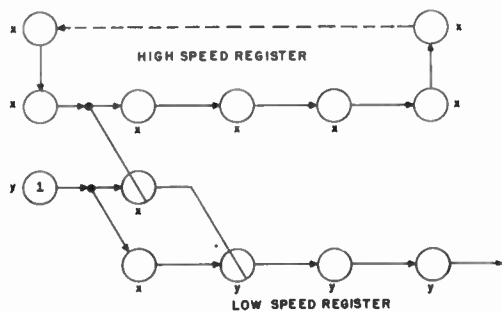 x x
HIGH SPEED REGISTER
x x
x x x
y 1
x
x y y y
LOW SPEED REGISTER